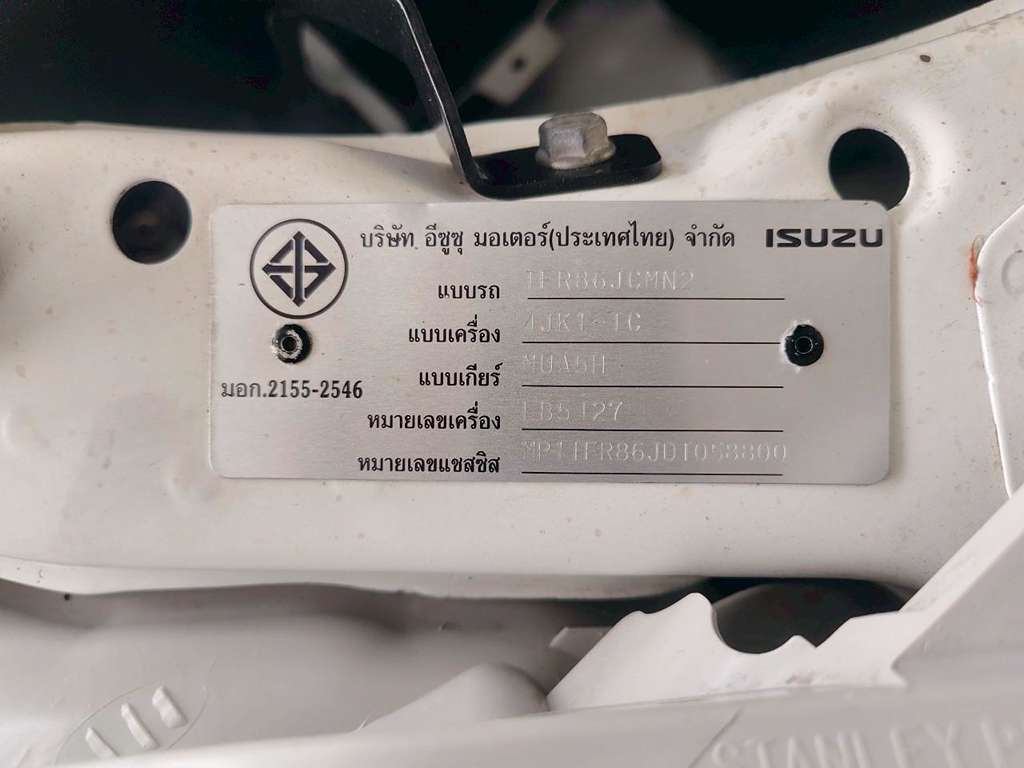 บริษัท อีซูซุ มอเตอร์(ประเทศไทย) จำกัด ISUZU
แบบรถ TFR86JCMN2
แบบเครื่อง 4JK1-TC
แบบเกียร์ MUA5H
มอก.2155-2546
หมายเลขเครื่อง
หมายเลขแชสซิส MP1TFR86JDT058800
STANLEY